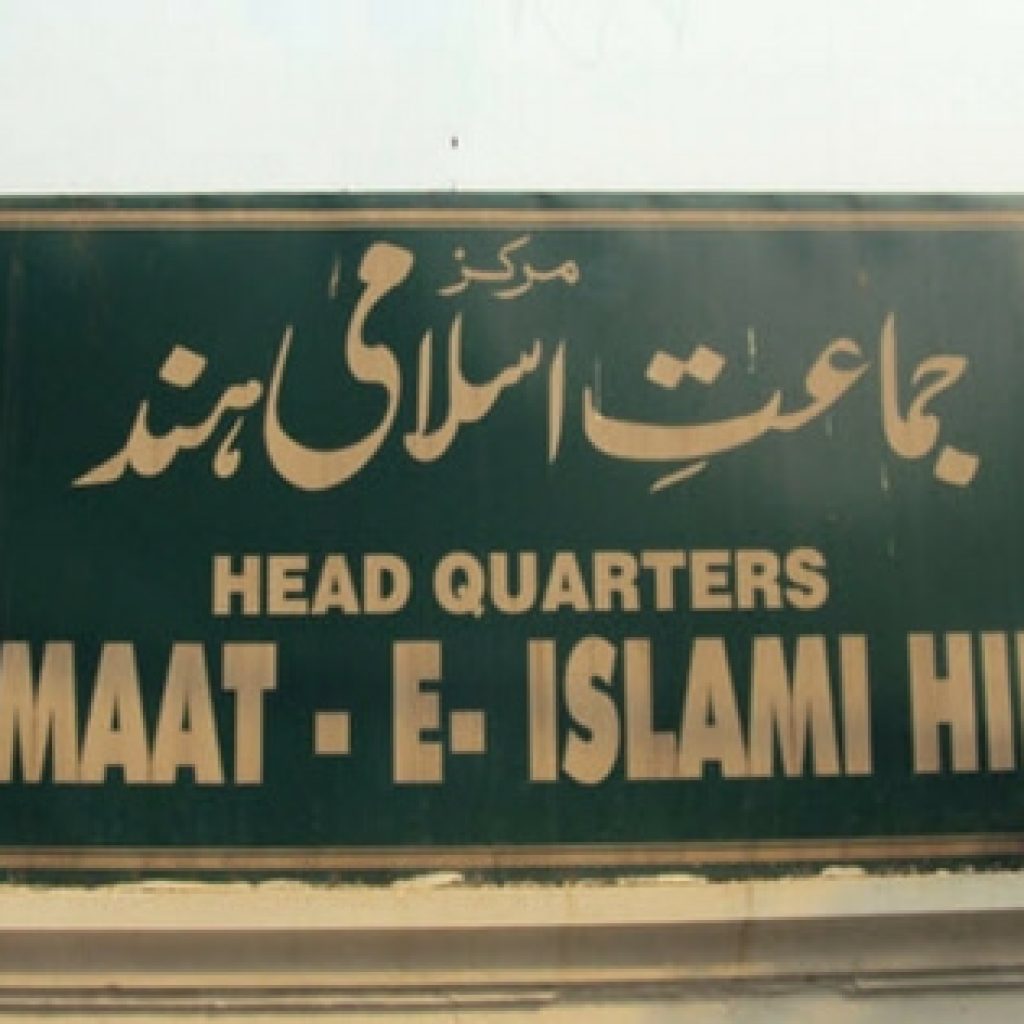 مرکز
جماعتِ اسلامی ہند
HEAD QUARTERS
MAAT - E- ISLAMI HI